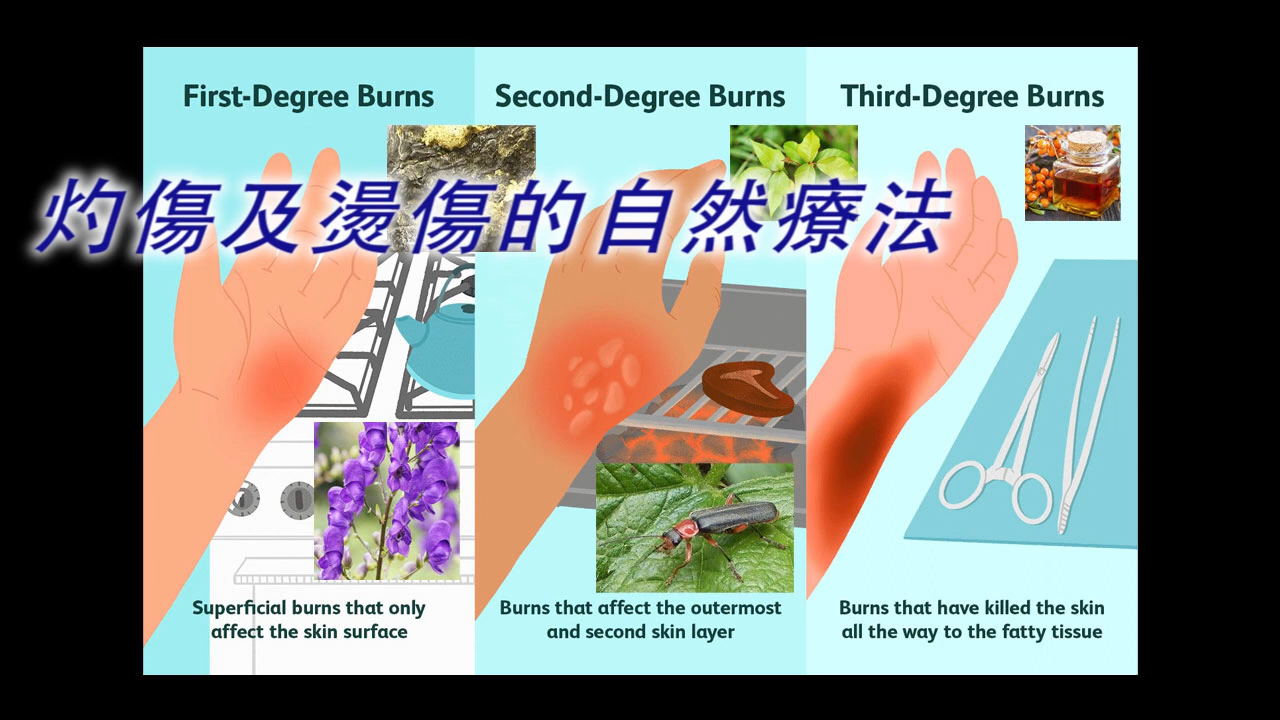 First-Degree Burns
Second-Degree Burns
Third-Degree Burns
灼傷及燙傷的自然療法
Superficial burns that only
affect the skin surface
Burns that affect the outermost
and second skin layer
Burns that have killed the skin
all the way to the fatty tissue